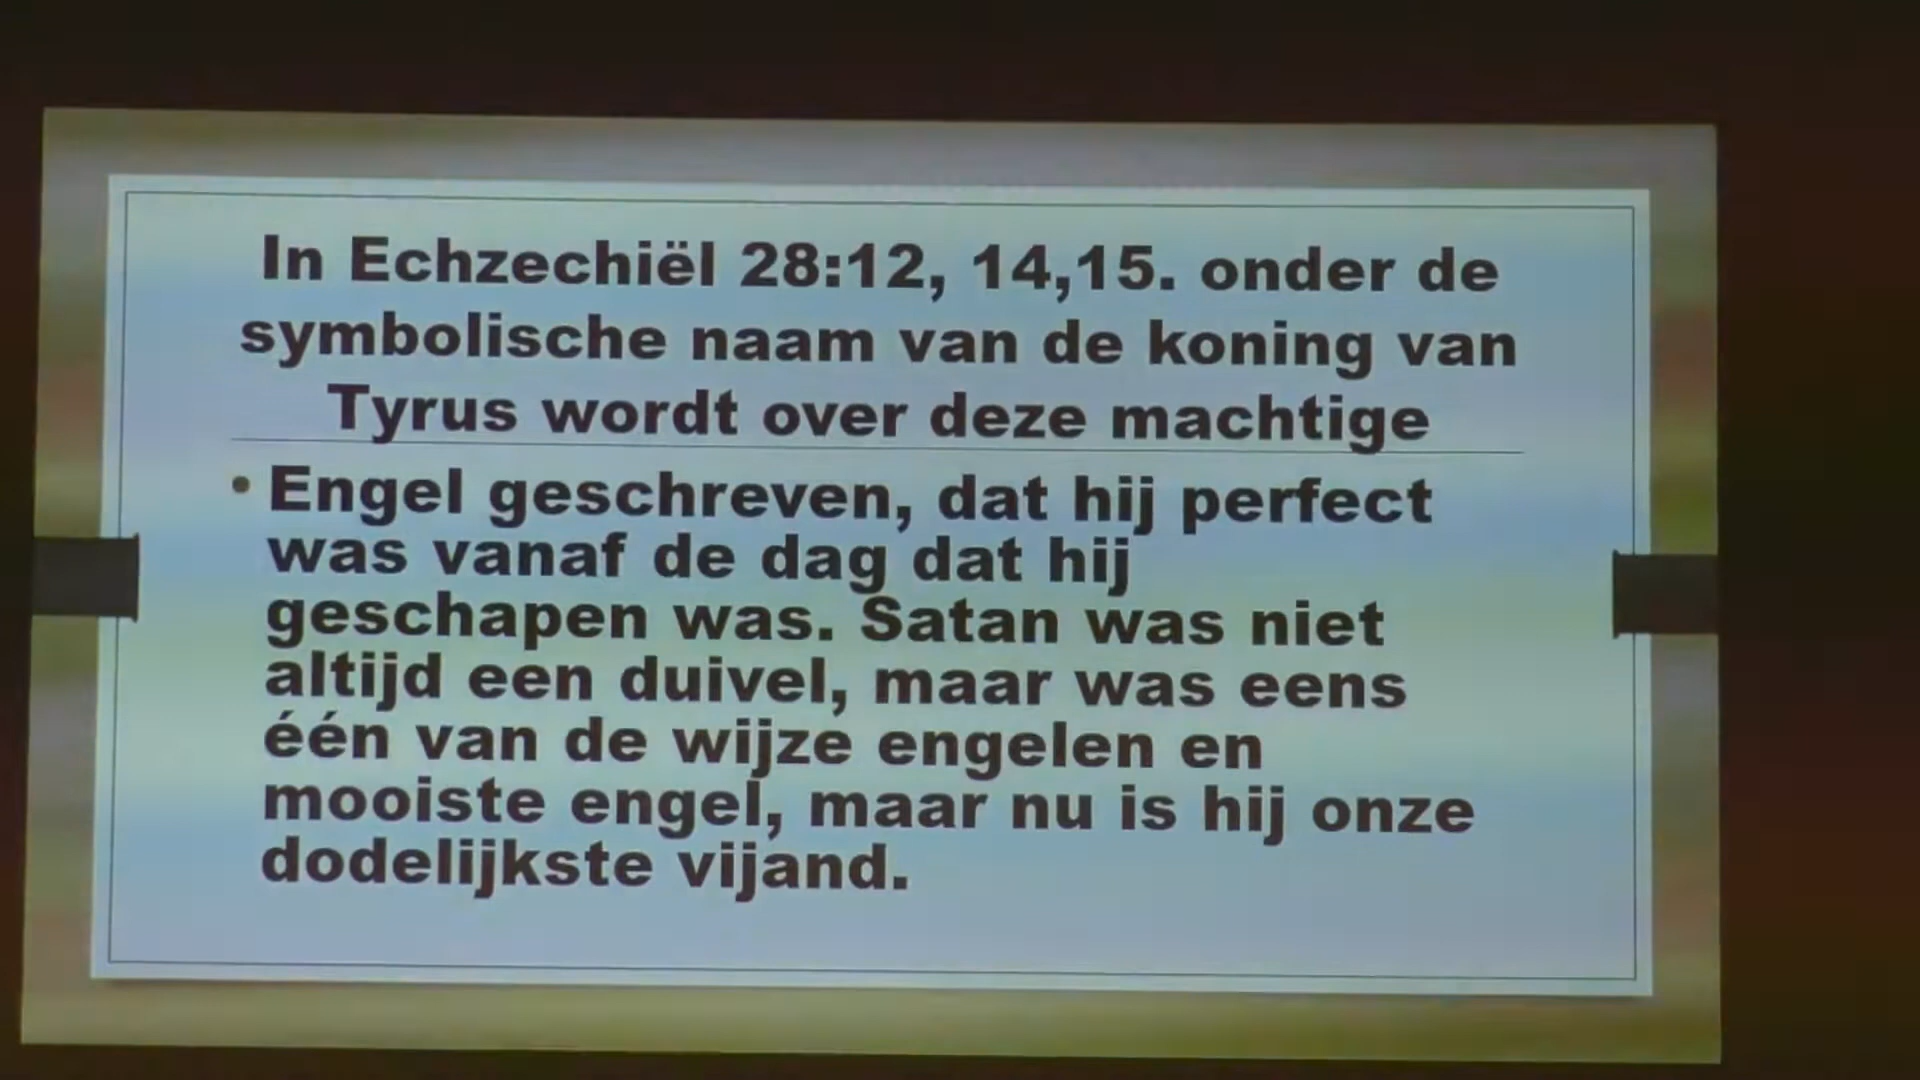 In Echzechiël 28:12, 14,15. onder de
symbolische naam van de koning van
Tyrus wordt over deze machtige
• Engel geschreven, dat hij perfect
was vanaf de dag dat hij
geschapen was. Satan was niet
altijd een duivel, maar was eens
één van de wijze engelen en
mooiste engel, maar nu is hij onze
dodelijkste vijand.